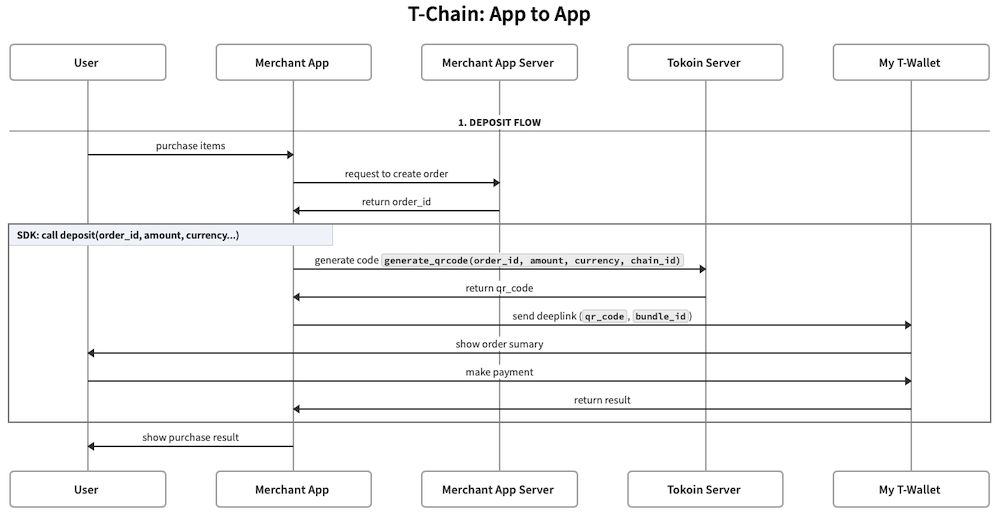 T-Chain: App to App
User
Merchant App
Merchant App Server
Tokoin Server
My T-Wallet
1. DEPOSIT FLOW
purchase items
request to create order
return order_id
SDK: call deposit(order_id, amount, currency...)
generate code generate_qrcode(order_id, amount, currency, chain_id)
return qr_code
send deeplink (qr_code, bundle_id)
show order sumary
make payment
return result
show purchase result
User
Merchant App
Merchant App Server
Tokoin Server
My T-Wallet